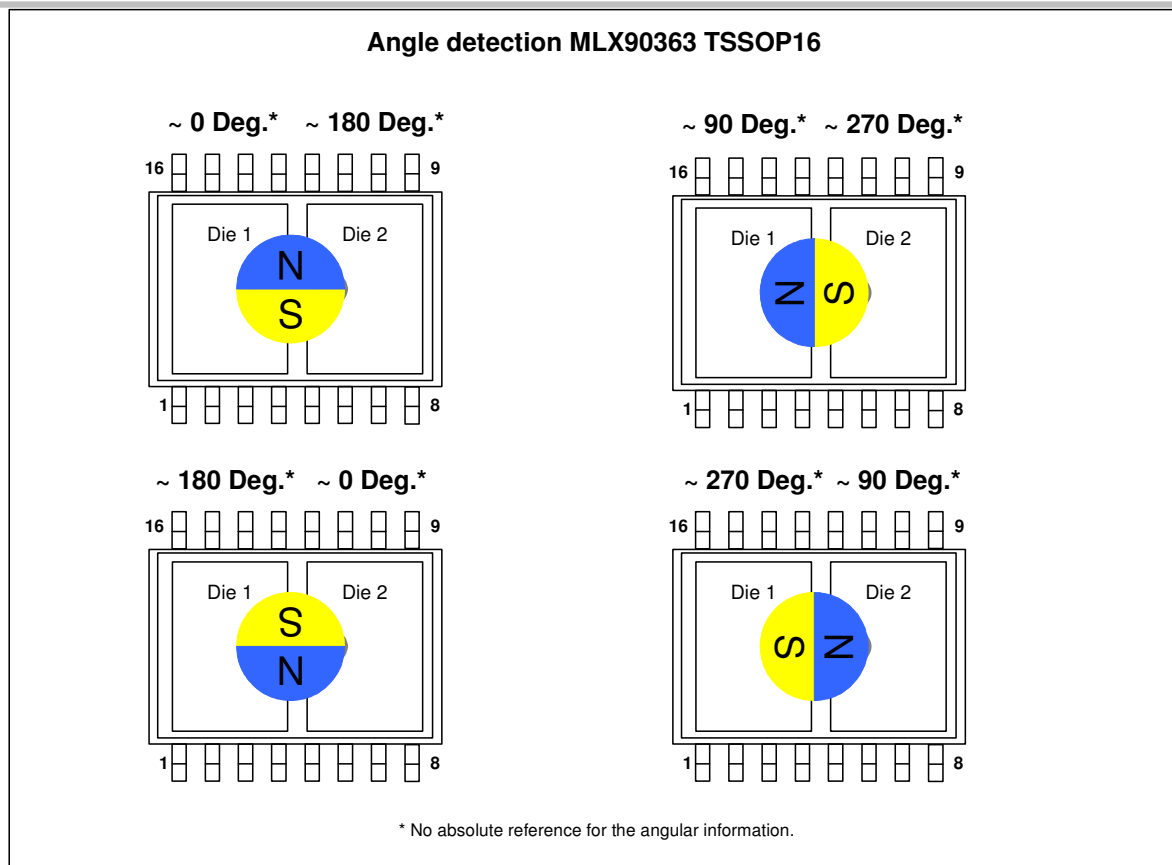 Angle detection MLX90363 TSSOP16
~ 0 Deg.* ~ 180 Deg.*
16 9
Die 1 Die 2
N
S
1 8
~ 90 Deg.* ~ 270 Deg.*
16 9
Die 1 Die 2
N S
1 8
~ 180 Deg.* ~ 0 Deg.*
16 9
Die 1 Die 2
S
N
1 8
~ 270 Deg.* ~ 90 Deg.*
16 9
Die 1 Die 2
S N
1 8
* No absolute reference for the angular information.